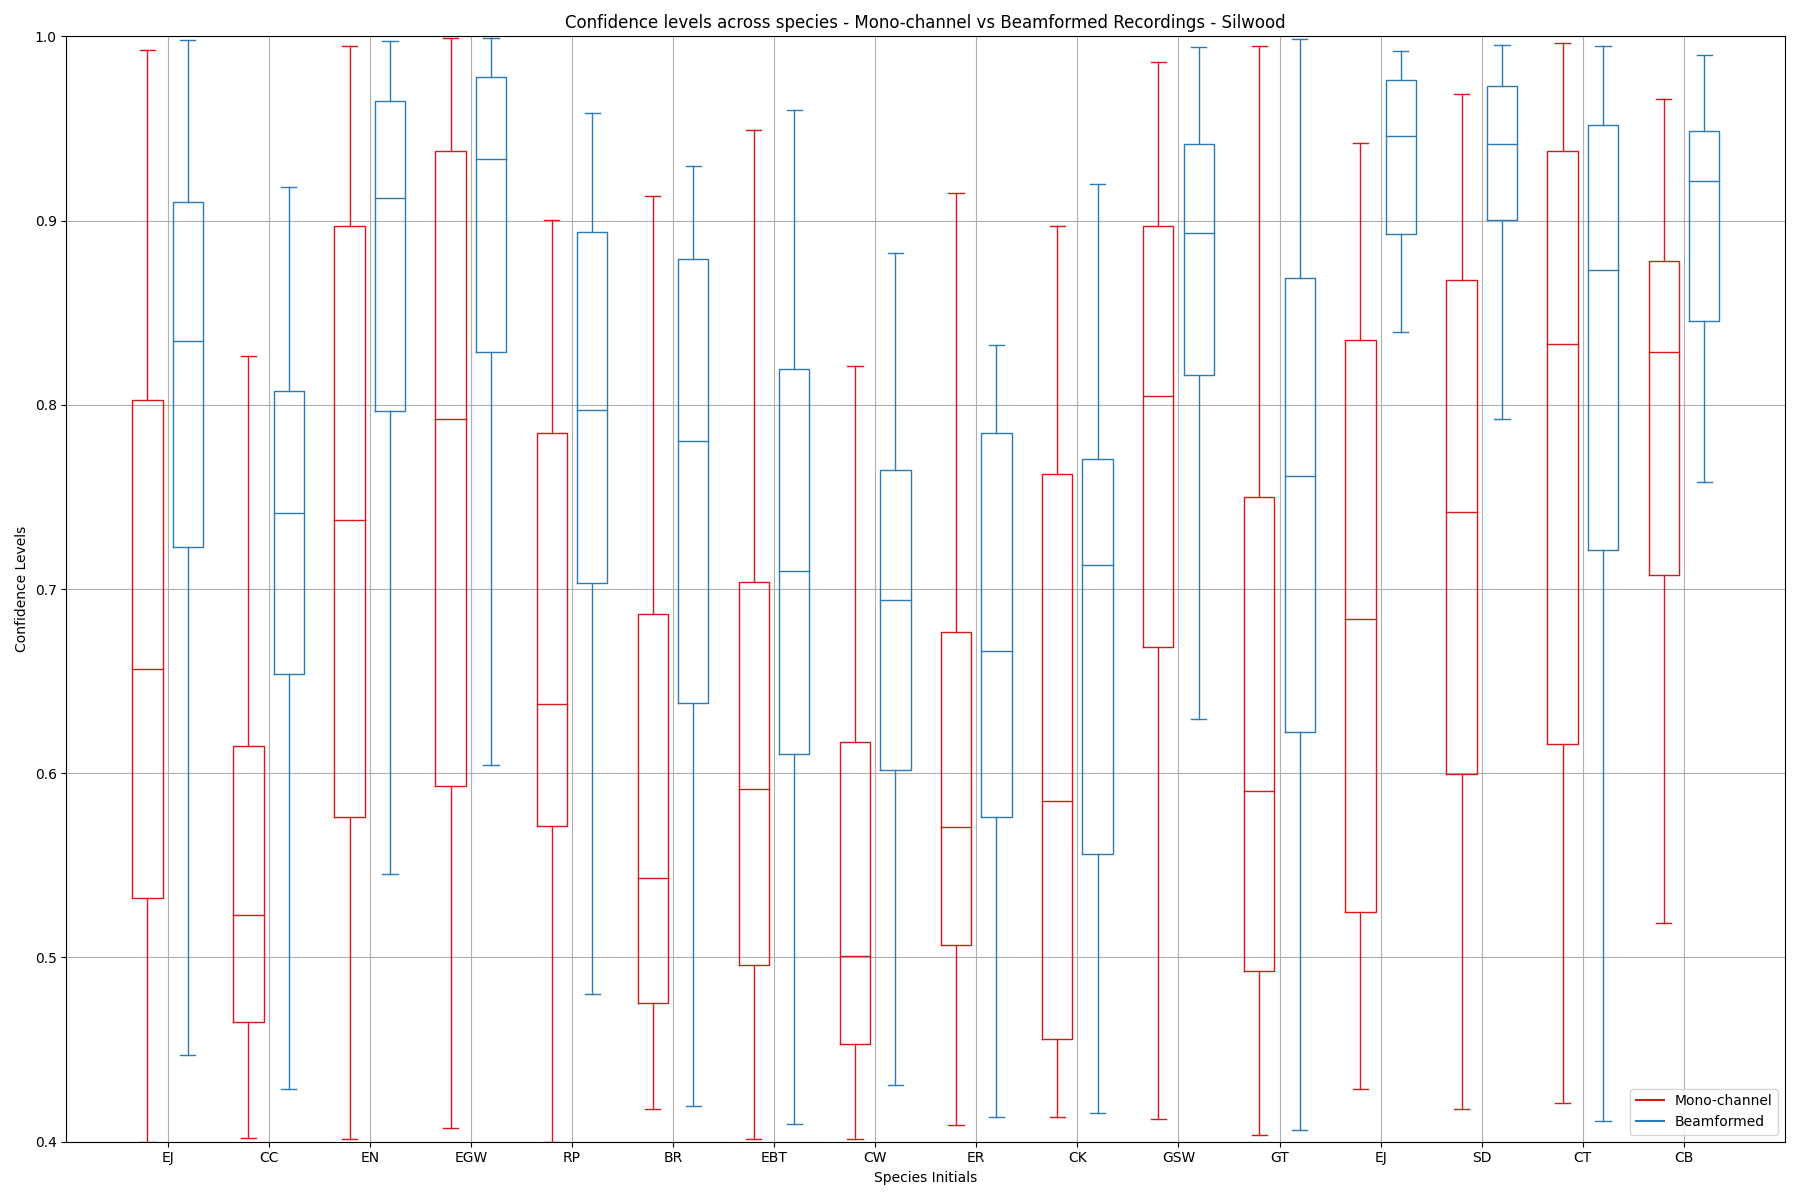 Confidence levels across species - Mono-channel vs Beamformed Recordings - Silwood
1.0
0.9
0.8
0.7
0.6
0.5
0.4
Confidence Levels
EJ CC EN EGW RP BR EBT CW ER CK GSW GT EJ SD CT CB
Species Initials
Mono-channel
Beamformed